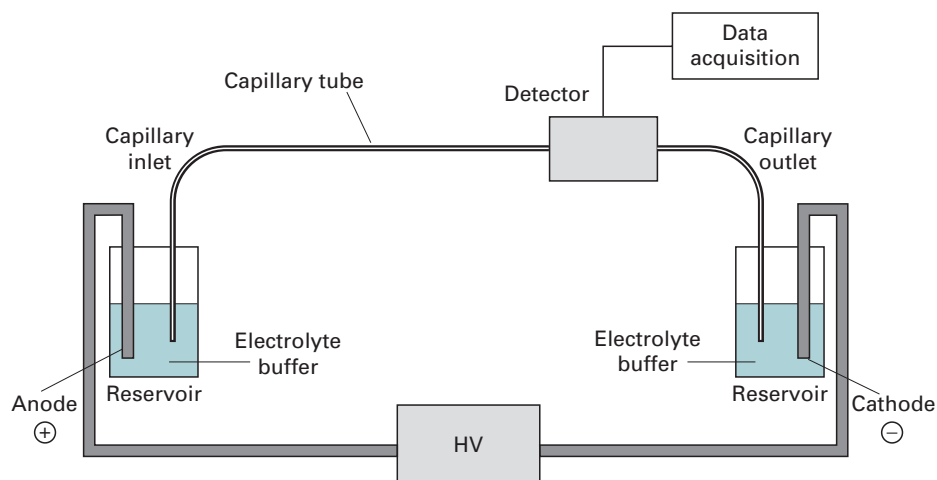 Data
acquisition
Capillary tube
Detector
Capillary
inlet
Capillary
outlet
Electrolyte
buffer
Electrolyte
buffer
Reservoir
Reservoir
Anode
+
Cathode
−
HV